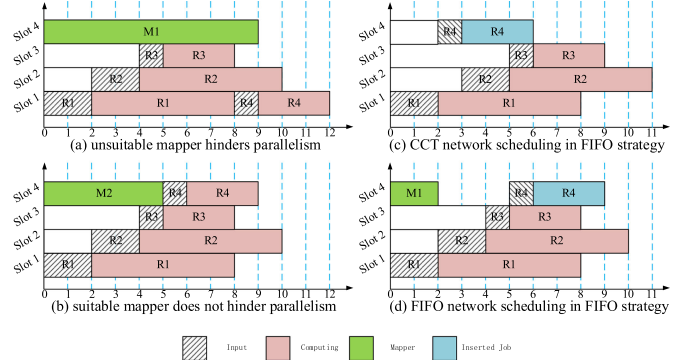 Slot 4 M1
Slot 3 R3 R3
Slot 2 R2 R2
Slot 1 R1 R1 R4 R4
0 1 2 3 4 5 6 7 8 9 10 11 12
(a) unsuitable mapper hinders parallelism
Slot 4 R4 R4
Slot 3 R3 R3
Slot 2 R2 R2
Slot 1 R1 R1
0 1 2 3 4 5 6 7 8 9 10 11
(c) CCT network scheduling in FIFO strategy
Slot 4 M2 R4 R4
Slot 3 R3 R3
Slot 2 R2 R2
Slot 1 R1 R1
0 1 2 3 4 5 6 7 8 9 10 11 12
(b) suitable mapper does not hinder parallelism
Slot 4 M1 R4 R4
Slot 3 R3 R3
Slot 2 R2 R2
Slot 1 R1 R1
0 1 2 3 4 5 6 7 8 9 10 11
(d) FIFO network scheduling in FIFO strategy
Input Computing Mapper Inserted Job